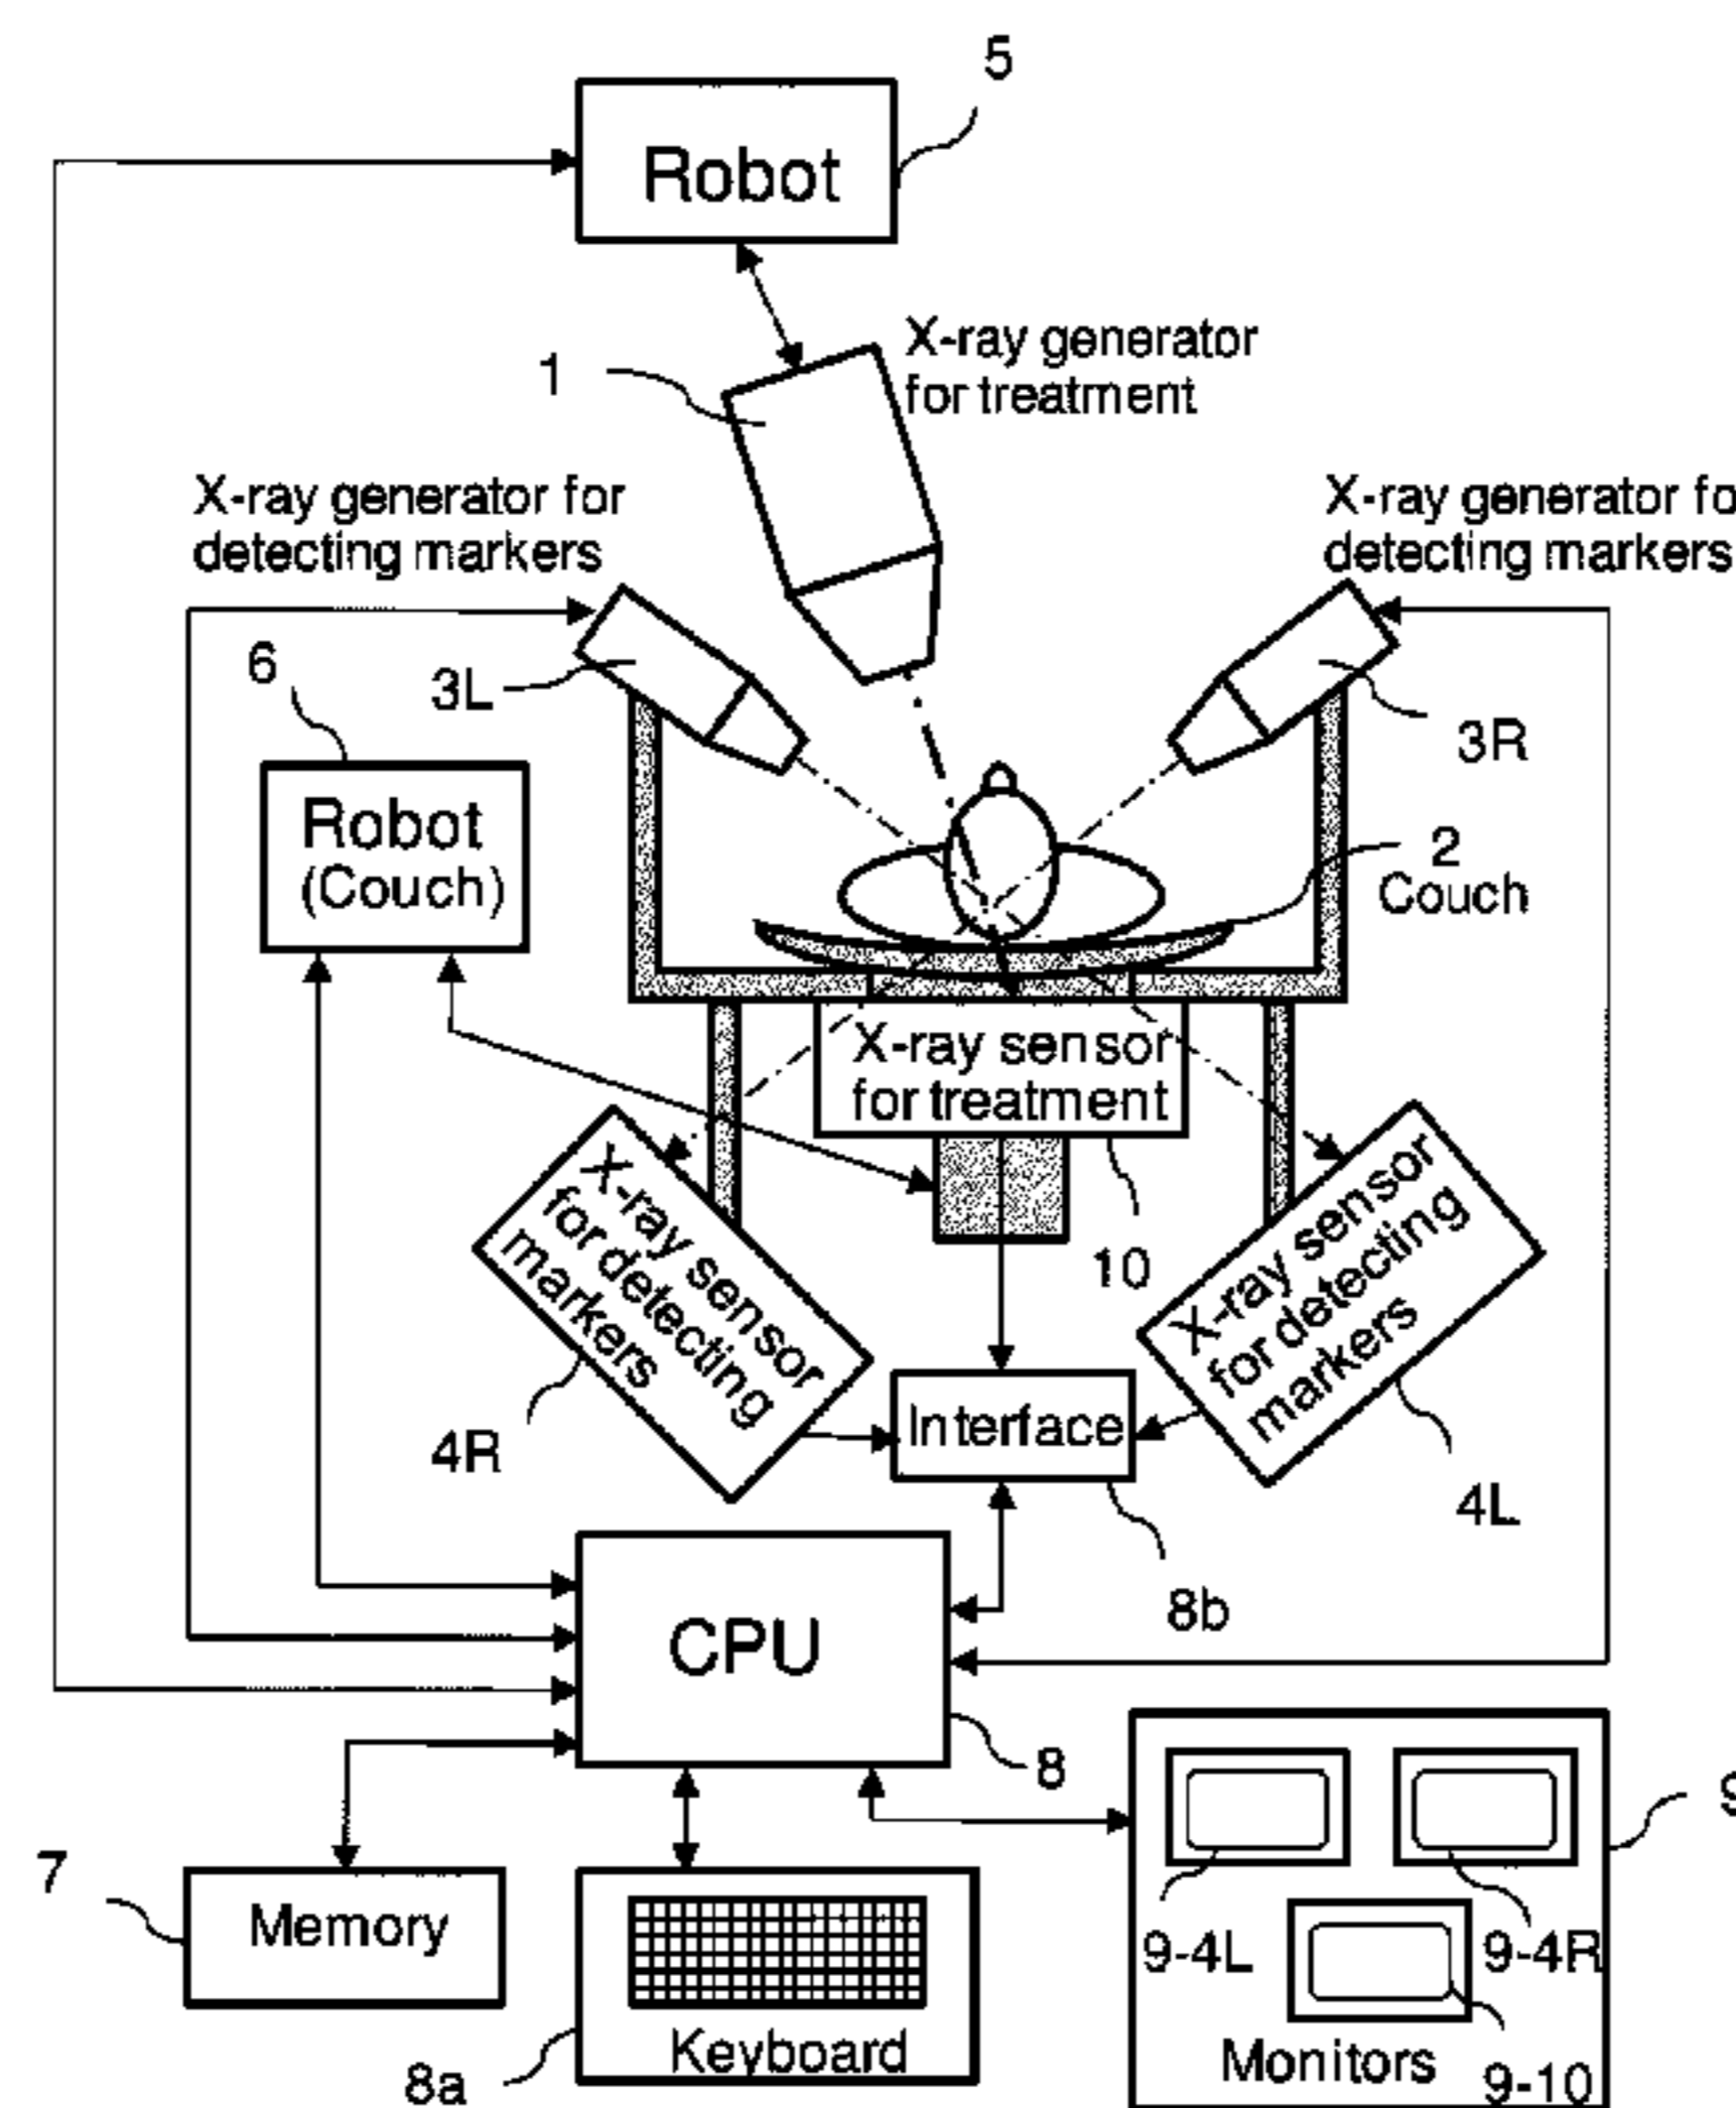 5
Robot
X-ray generator
for treatment
1
X-ray generator for
detecting markers
X-ray generator fo
detecting markers
6
3L
3R
Robot
(Couch)
2
Couch
X-ray sensor
for treatment
X-ray sensor
for detecting
markers
X-ray sensor
for detecting
markers
10
Interface
4R
4L
8b
CPU
8
7
Memory
Keyboard
8a
9-4L
9-4R
Monitors
9-10